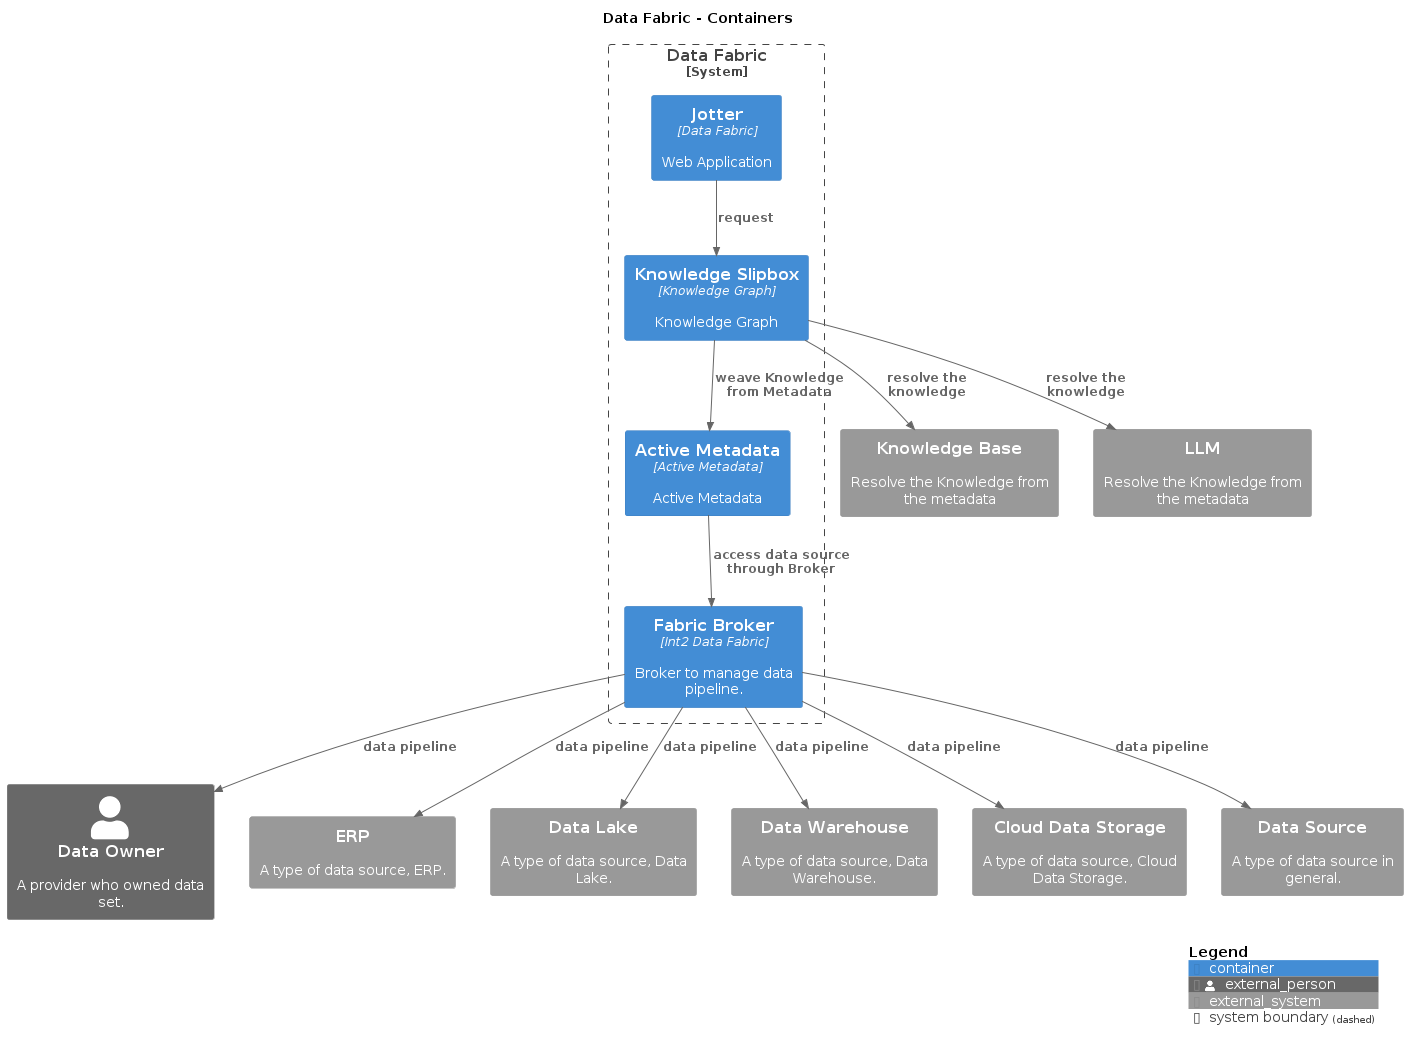 Data Fabric - Containers
Data Fabric
[System]
Jotter
[Data Fabric]
Web Application
request
Knowledge Slipbox
[Knowledge Graph]
Knowledge Graph
weave Knowledge
from Metadata
resolve the
knowledge
resolve the
knowledge
Active Metadata
[Active Metadata]
Active Metadata
Knowledge Base
Resolve the Knowledge from
the metadata
LLM
Resolve the Knowledge from
the metadata
access data source
through Broker
Fabric Broker
[Int2 Data Fabric]
Broker to manage data
pipeline.
data pipeline
data pipeline
data pipeline
data pipeline
data pipeline
data pipeline
Data Owner
A provider who owned data
set.
ERP
A type of data source, ERP.
Data Lake
A type of data source, Data
Lake.
Data Warehouse
A type of data source, Data
Warehouse.
Cloud Data Storage
A type of data source, Cloud
Data Storage.
Data Source
A type of data source in
general.
Legend
container
external_person
external_system
system boundary (dashed)